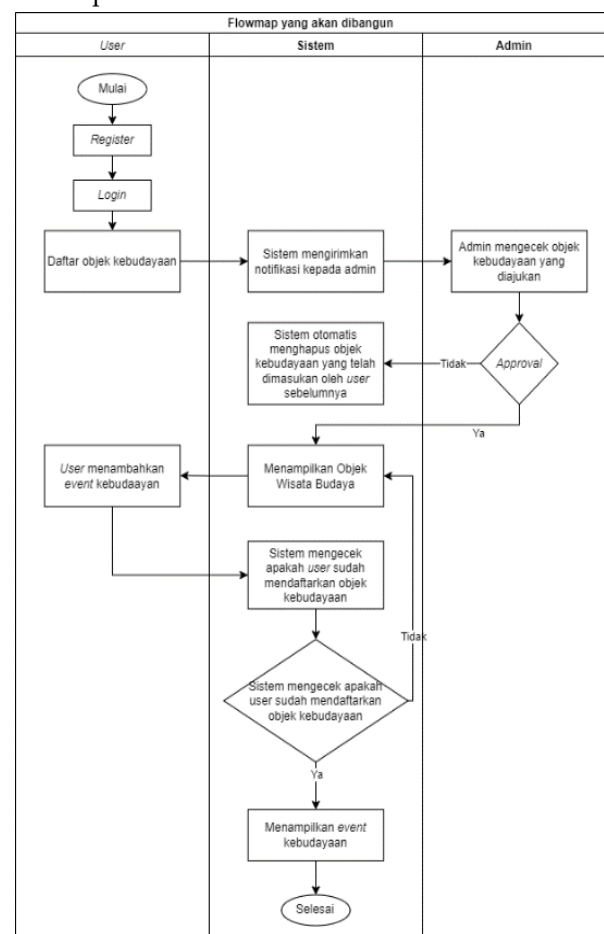 Flowmap yang akan dibangun
User
Sistem
Admin
Mulai
Register
Login
Daftar objek kebudayaan
Sistem mengirimkan
notifikasi kepada admin
Admin mengecek objek
kebudayaan yang
diajukan
Sistem otomatis
menghapus objek
kebudayaan yang telah
dimasukan oleh user
sebelumnya
Tidak
Approval
Ya
User menambahkan
event kebudaayan
Menampilkan Objek
Wisata Budaya
Sistem mengecek
apakah user sudah
mendaftarkan objek
kebudayaan
Tidak
Sistem mengecek apakah
user sudah mendaftarkan
objek kebudayaan
Ya
Menampilkan event
kebudayaan
Selesai